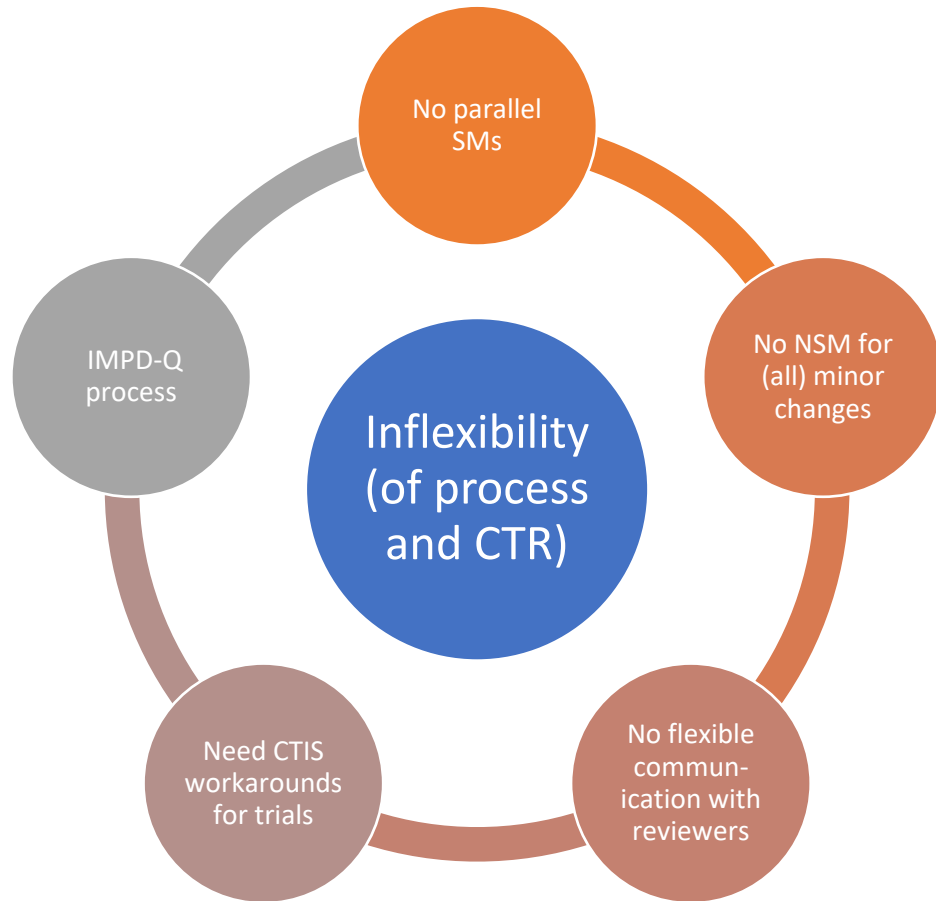 No parallel
SMs
No NSM for
(all) minor
changes
No flexible
commun-
ication with
reviewers
Need CTIS
workarounds
for trials
IMPD-Q
process
Inflexibility
(of process
and CTR)